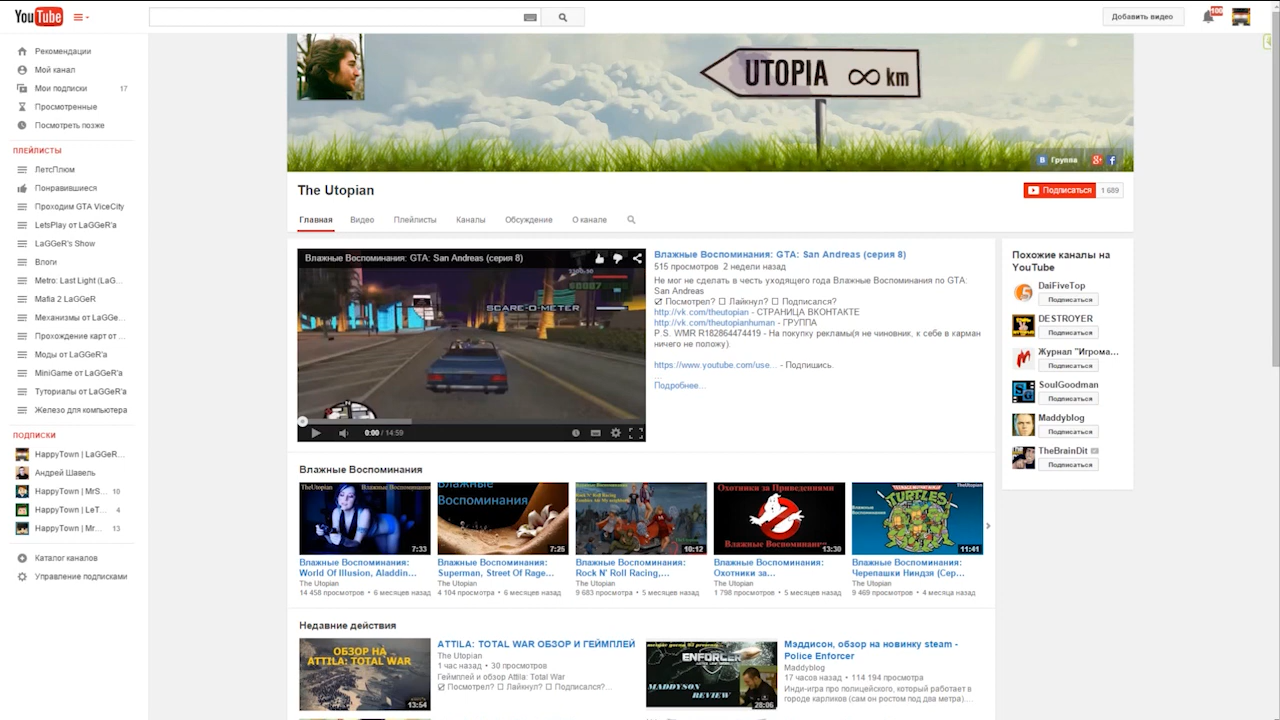 YouTube
Добавить видео
100
Рекомендации
Мой канал
Мои подписки 17
Просмотренные
Посмотреть позже
ПЛЕЙЛИСТЫ
ЛетсПлюм
Понравившиеся
Проходим GTA ViceCity
LetsPlay от LaGGeR'a
LaGGeR's Show
Влоги
Metro: Last Light (LaG...
Mafia 2 LaGGeR
Механизмы от LaGGe...
Прохождение карт от ...
Моды от LaGGeR'a
MiniGame от LaGGeR'a
Туториалы от LaGGeR'a
Железо для компьютера
ПОДПИСКИ
HappyTown | LaGGeR...
Андрей Шавель
HappyTown | MrS... 10
HappyTown | LeT... 4
HappyTown | Mr... 13
Каталог каналов
Управление подписками
UTOPIA ∞ km
В Группа
The Utopian
Подписаться 1 689
Главная Видео Плейлисты Каналы Обсуждение О канале
Влажные Воспоминания: GTA: San Andreas (серия 8)
SCARE-O-METER
0:00 / 14:59
Влажные Воспоминания: GTA: San Andreas (серия 8)
515 просмотров 2 недели назад
Не мог не сделать в честь уходящего года Влажные Воспоминания по GTA:
San Andreas
☑ Посмотрел? ☐ Лайкнул? ☐ Подписался?
http://vk.com/theutopian - СТРАНИЦА ВКОНТАКТЕ
http://vk.com/theutopianhuman - ГРУППА
P.S. WMR R182864474419 - На покупку рекламы(я не чиновник, к себе в карман
ничего не положу).
https://www.youtube.com/use... - Подпишись.
...
Подробнее...
Похожие каналы на
YouTube
DaiFiveTop
Подписаться
DESTROYER
Подписаться
Журнал "Игрома...
Подписаться
SoulGoodman
Подписаться
Maddyblog
Подписаться
TheBrainDit
Подписаться
Влажные Воспоминания
TheUtopian Влажные Воспоминания
7:33
Влажные Воспоминания:
World Of Illusion, Aladdin...
The Utopian
14 458 просмотров • 6 месяцев назад
Влажные
Воспоминания
7:25
Влажные Воспоминания:
Superman, Street Of Rage...
The Utopian
4 104 просмотра • 6 месяцев назад
10:12
Влажные Воспоминания:
Rock N' Roll Racing,...
The Utopian
9 683 просмотра • 5 месяцев назад
Охотники за Привидениями
Влажные Воспоминания
13:30
Влажные Воспоминания:
Охотники за...
The Utopian
1 798 просмотров • 5 месяцев назад
TheUtopian
TURTLES
Влажные
Воспоминания
11:41
Влажные Воспоминания:
Черепашки Ниндзя (Сер...
The Utopian
9 469 просмотров • 4 месяца назад
Недавние действия
ОБЗОР НА
ATTILA: TOTAL WAR
13:54
ATTILA: TOTAL WAR ОБЗОР И ГЕЙМПЛЕЙ
The Utopian
1 час назад • 30 просмотров
Геймплей и обзор Attila: Total War
☑ Посмотрел? ☐ Лайкнул? ☐ Подписался?...
ENFORCER
MADDYSON
REVIEW
28:06
Мэддисон, обзор на новинку steam -
Police Enforcer
Maddyblog
17 часов назад • 114 194 просмотра
Инди-игра про полицейского, который работает в
городе карликов (сам он ростом под два метра)...